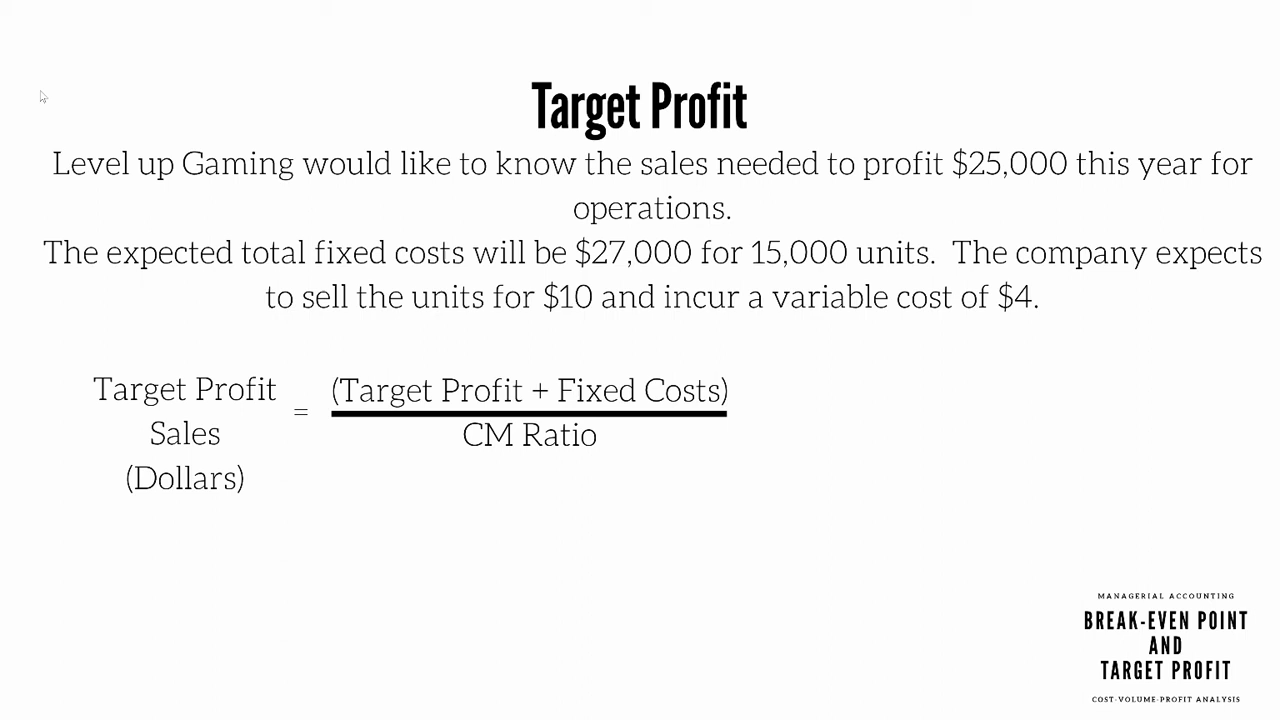 Target Profit
Level up Gaming would like to know the sales needed to profit $25,000 this year for
operations.
The expected total fixed costs will be $27,000 for 15,000 units.  The company expects
to sell the units for $10 and incur a variable cost of $4.
Target Profit
Sales
(Dollars)
=
(Target Profit + Fixed Costs)
CM Ratio
MANAGERIAL ACCOUNTING
BREAK-EVEN POINT
AND
TARGET PROFIT
COST-VOLUME-PROFIT ANALYSIS